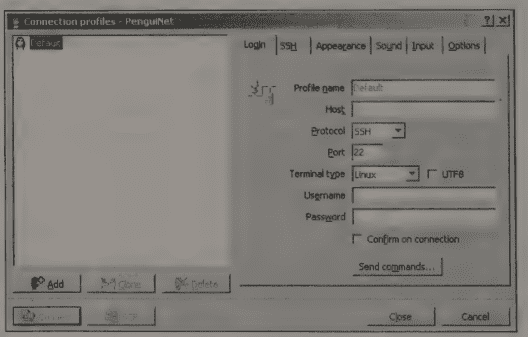 Connection profiles - PenguiNet
Default
Login SSH Appearance Sound Input Options
Profile name Default
Host
Protocol SSH
Port 22
Terminal type Linux UTF8
Username
Password
Confirm on connection
Send commands...
Add Clone Delete
Close Cancel